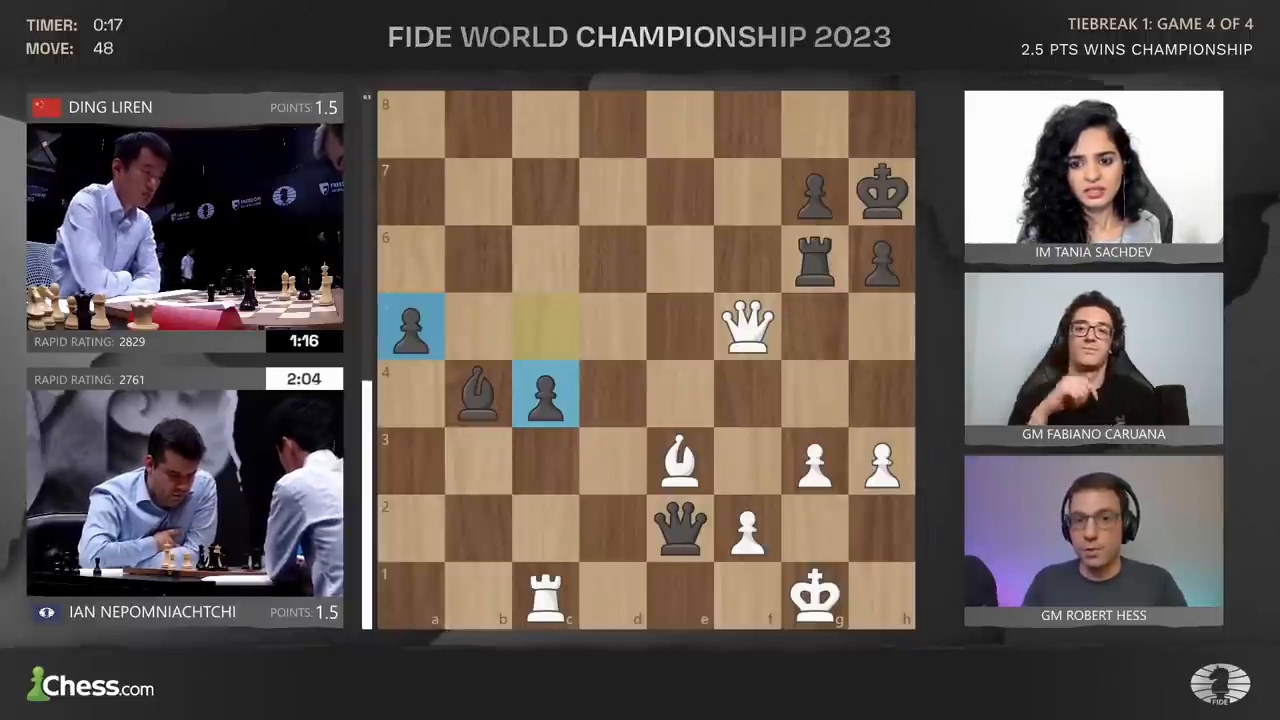 TIMER: 0:17
MOVE: 48
FIDE WORLD CHAMPIONSHIP 2023
TIEBREAK 1: GAME 4 OF 4
2.5 PTS WINS CHAMPIONSHIP
DING LIREN POINTS: 1.5
RAPID RATING: 2829 1:16
RAPID RATING: 2761 2:04
IAN NEPOMNIACHTCHI POINTS: 1.5
8
7
6
5
4
3
2
1
a b c d e f g h
IM TANIA SACHDEV
GM FABIANO CARUANA
GM ROBERT HESS
Chess.com
FIDE